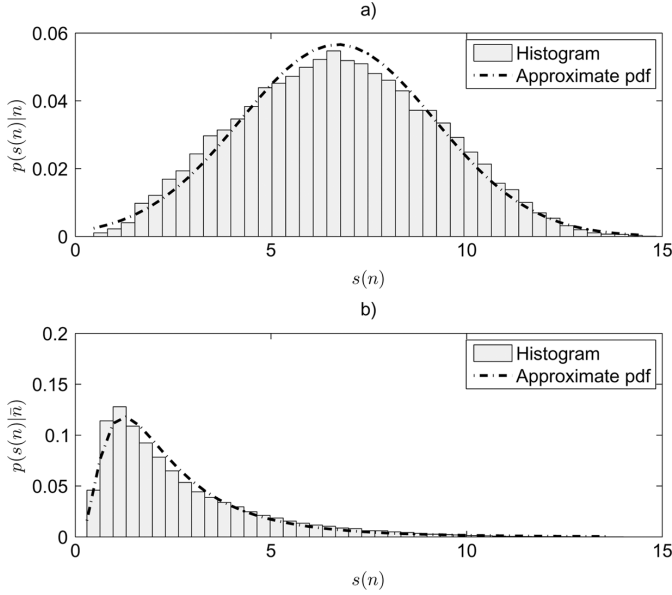 a)
0.06
0.04
0.02
0
p(s(n)|n)
Histogram
Approximate pdf
0
5
10
15
s(n)
b)
0.2
0.15
0.1
0.05
0
p(s(n)|n̄)
Histogram
Approximate pdf
0
5
10
15
s(n)